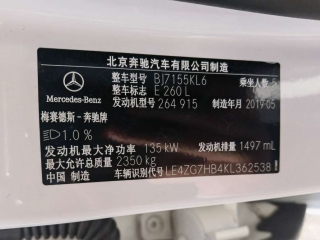 北京奔驰汽车有限公司制造
整车型号 BJ7155KL6 乘坐人数 5
整车标志 E 260 L
发动机型号 264 915 制造年月 2019-05
Mercedes-Benz
梅赛德斯-奔驰牌
1.0 %
发动机最大净功率 135 kW 发动机排量 1497 mL
最大允许总质量 2350 kg
中国 制造 车辆识别代号 LE4ZG7HB4KL362538